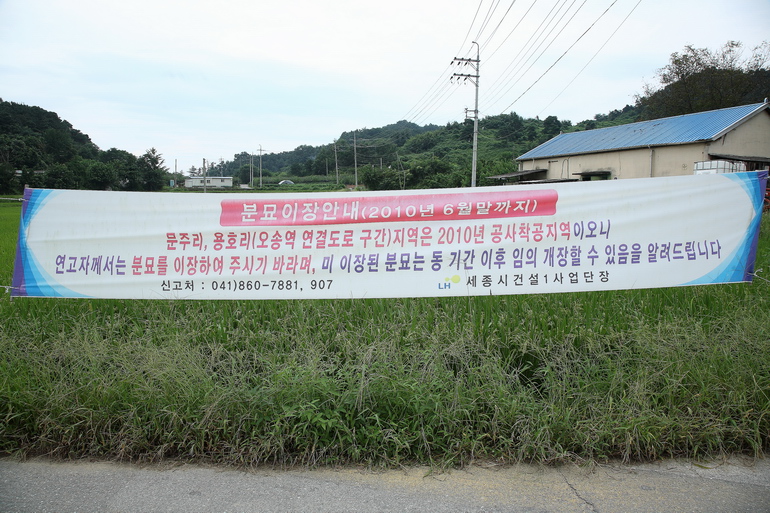 분묘이장안내(2010년 6월말까지)
문주리, 용호리(오송역 연결도로 구간)지역은 2010년 공사착공지역이오니
연고자께서는 분묘를 이장하여 주시기 바라며, 미 이장된 분묘는 동 기간 이후 임의 개장할 수 있음을 알려드립니다
신고처 : 041)860-7881, 907 LH 세종시건설1사업단장